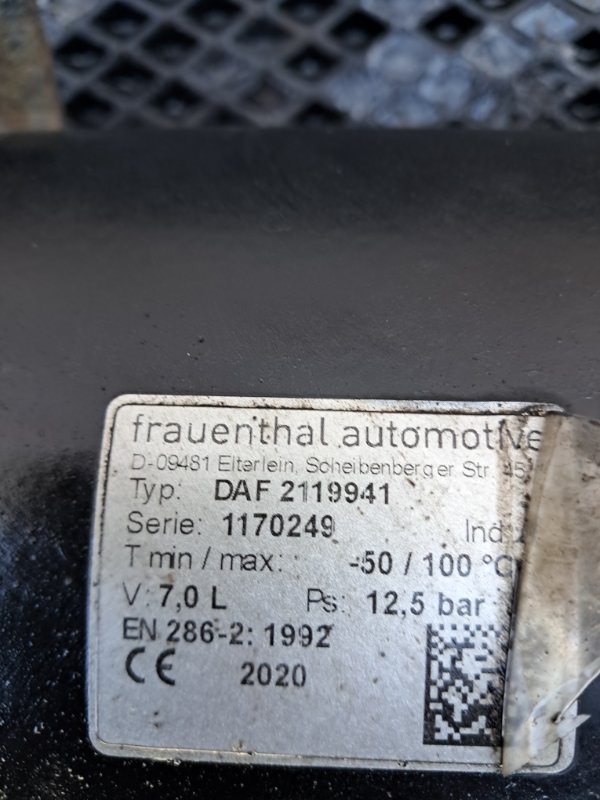 frauenthal automotive
D-09481 Elterlein, Scheibenberger Str. 45
Typ: DAF 2119941
Serie: 1170249 Ind
T min / max: -50 / 100 °C
V: 7,0 L Ps: 12,5 bar
EN 286-2: 1992
CE 2020